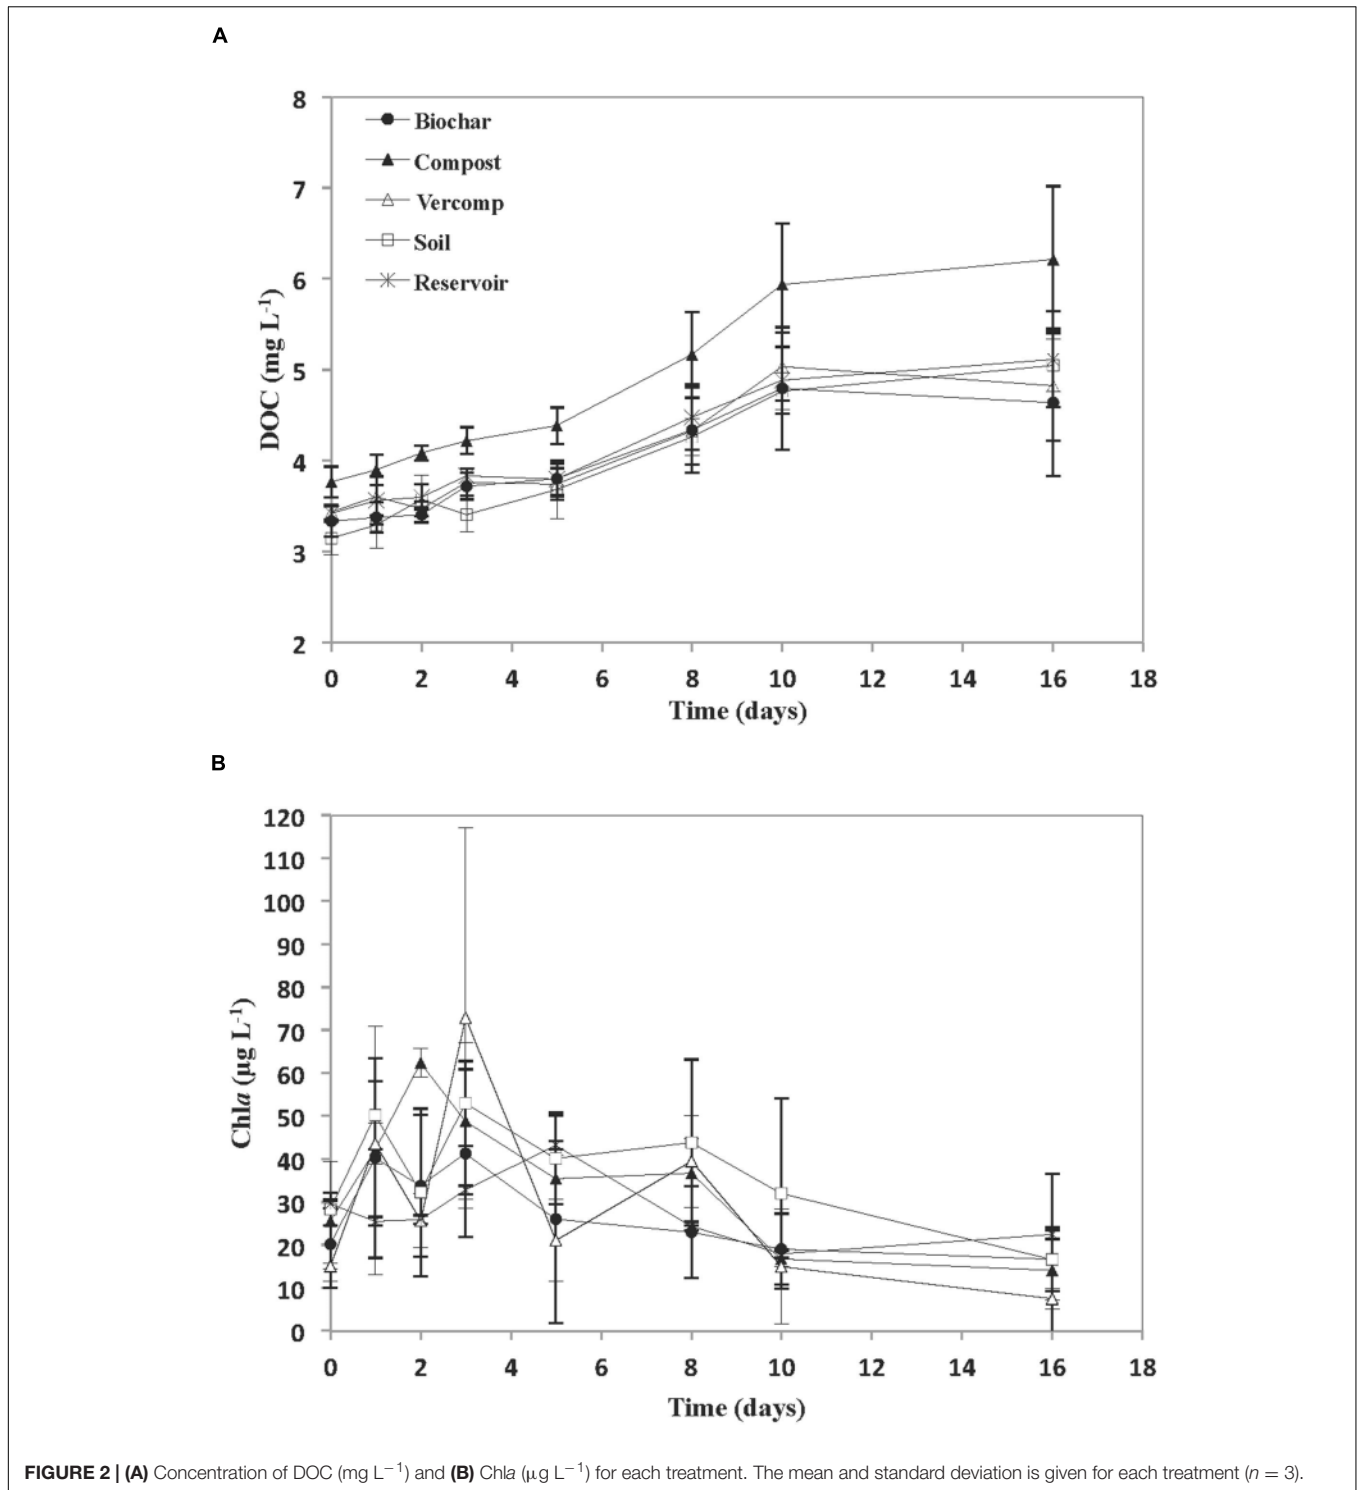 A
8
7
6
5
4
3
2
DOC (mg L-1)
Biochar
Compost
Vercomp
Soil
Reservoir
0 2 4 6 8 10 12 14 16 18
Time (days)
B
120
110
100
90
80
70
60
50
40
30
20
10
0
Chla (μg L-1)
0 2 4 6 8 10 12 14 16 18
Time (days)
FIGURE 2 | (A) Concentration of DOC (mg L−1) and (B) Chla (μg L−1) for each treatment. The mean and standard deviation is given for each treatment (n = 3).